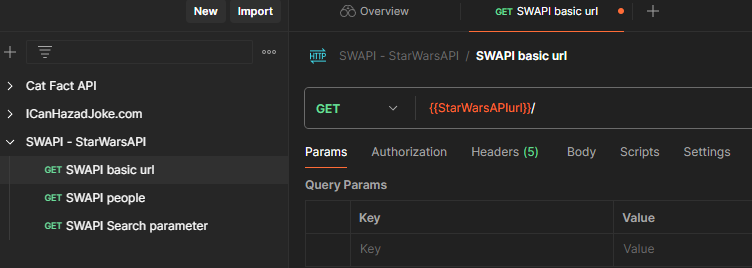 New Import
Overview
GET SWAPI basic url
Cat Fact API
ICanHazadJoke.com
SWAPI - StarWarsAPI
GET SWAPI basic url
GET SWAPI people
GET SWAPI Search parameter
HTTP SWAPI - StarWarsAPI / SWAPI basic url
GET {{StarWarsAPIurl}}/
Params Authorization Headers (5) Body Scripts Settings
Query Params
Key Value
Key Value